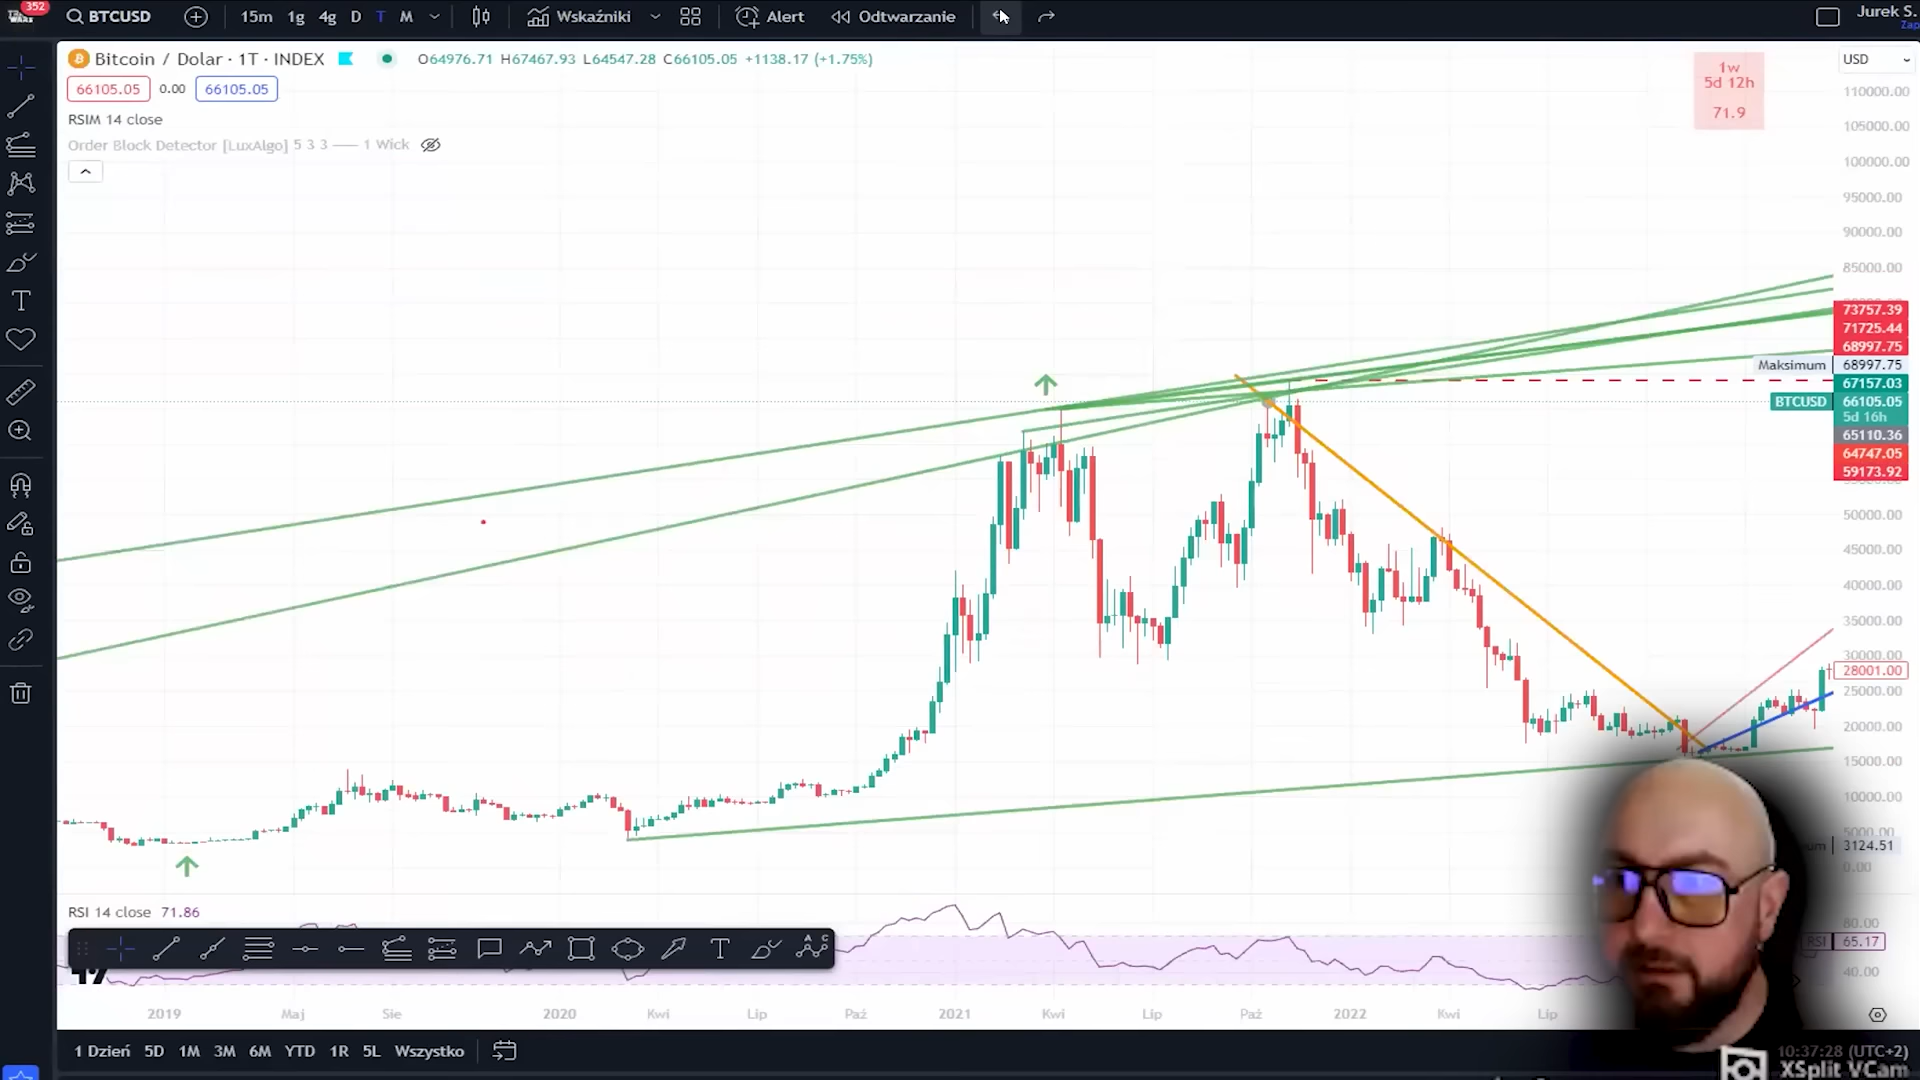 352
BTCUSD
15m 1g 4g D T M
Wskaźniki
Alert
Odtwarzanie
Jurek S.
Zap
Bitcoin / Dolar · 1T · INDEX
O64976.71 H67467.93 L64547.28 C66105.05 +1138.17 (+1.75%)
USD
66105.05 0.00 66105.05
RSIM 14 close
Order Block Detector [LuxAlgo] 5 3 3 —— 1 Wick
1w
5d 12h
71.9
110000.00
105000.00
100000.00
95000.00
90000.00
85000.00
73757.39
71725.44
68997.75
Maksimum 68997.75
67157.03
BTCUSD 66105.05
5d 16h
65110.36
64747.05
59173.92
50000.00
45000.00
40000.00
35000.00
30000.00
28001.00
25000.00
20000.00
15000.00
10000.00
5000.00
3124.51
0.00
RSI 14 close 71.86
80.00
RSI 65.17
40.00
2019 Maj Sie 2020 Kwi Lip Paź 2021 Kwi Lip Paź 2022 Kwi Lip
1 Dzień 5D 1M 3M 6M YTD 1R 5L Wszystko
10:37:28 (UTC+2)
XSplit VCam